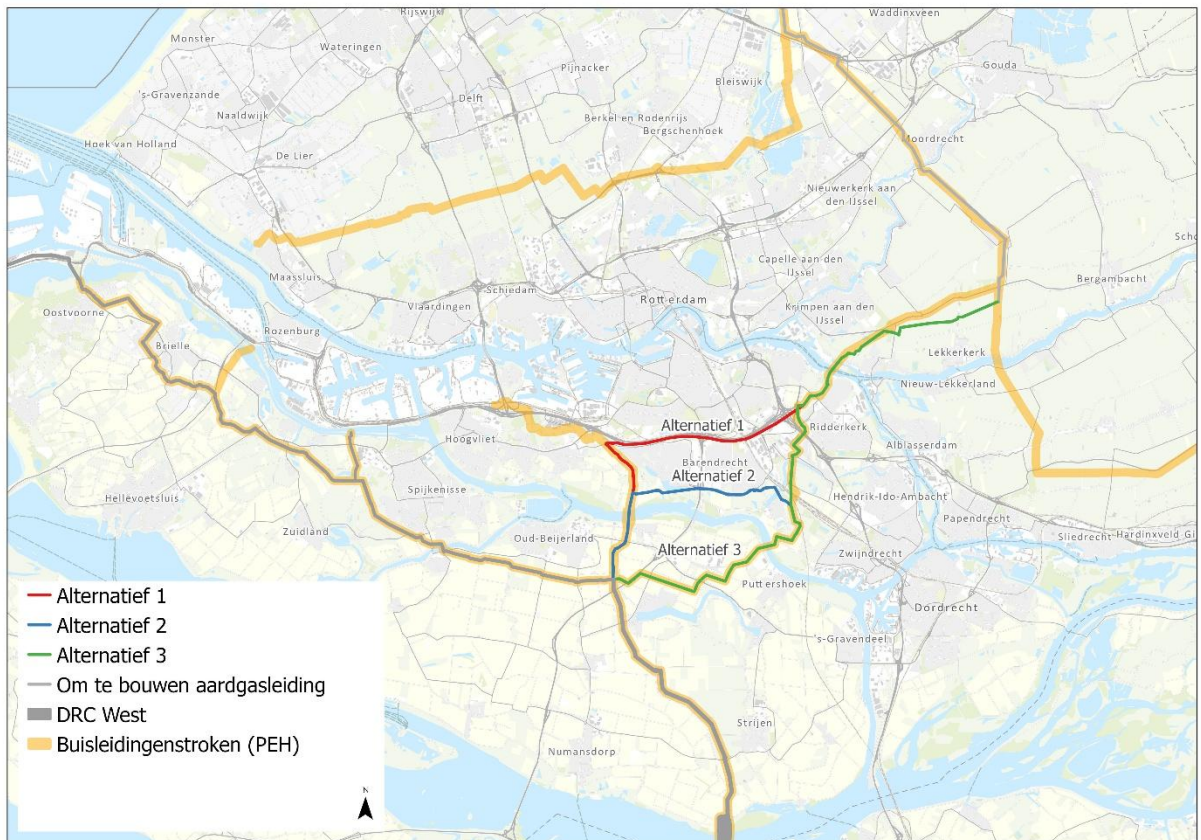 Rijswijk
Waddinxveen
Monster
Wateringen
Pijnacker
Gouda
Bleiswijk
's-Gravenzande
Delft
Naaldwijk
Berkel en Rodenrijs
Bergschenhoek
Moordrecht
Hoek van Holland
De Lier
Nieuwerkerk aan
den IJssel
Maassluis
Capelle aan den
IJssel
Bergambacht
Schiedam
Rotterdam
Vlaardingen
Krimpen aan den
IJssel
Oostvoorne
Rozenburg
Brielle
Lekkerkerk
Nieuw-Lekkerland
Alternatief 1
Ridderkerk
Hoogvliet
Alblasserdam
Barendrecht
Alternatief 2
Hellevoetsluis
Spijkenisse
Hendrik-Ido-Ambacht
Papendrecht
Zuidland
Oud-Beijerland
Sliedrecht
Hardinxveld-Gi
Alternatief 3
Zwijndrecht
Puttershoek
Dordrecht
's-Gravendeel
Strijen
Numansdorp
Alternatief 1
Alternatief 2
Alternatief 3
Om te bouwen aardgasleiding
DRC West
Buisleidingenstroken (PEH)
N